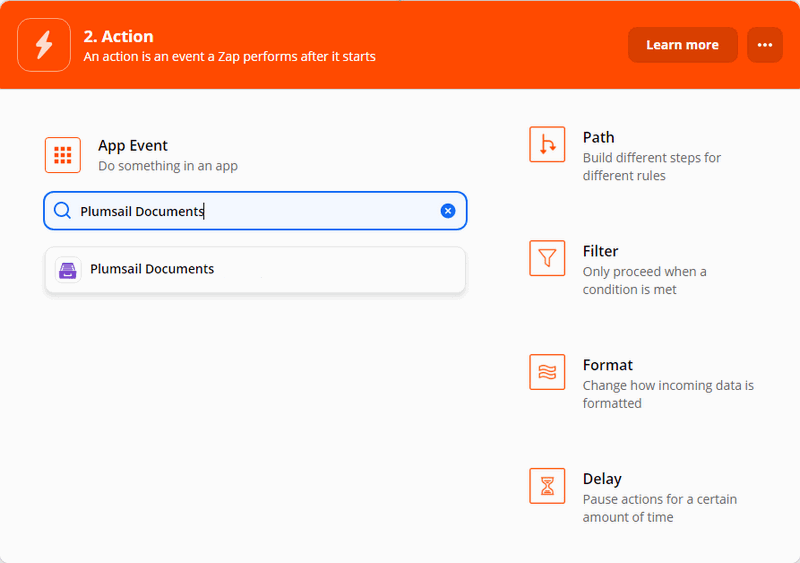 2. Action
An action is an event a Zap performs after it starts
Learn more
App Event
Do something in an app
Plumsail Documents
Plumsail Documents
Path
Build different steps for
different rules
Filter
Only proceed when a
condition is met
Format
Change how incoming data is
formatted
Delay
Pause actions for a certain
amount of time